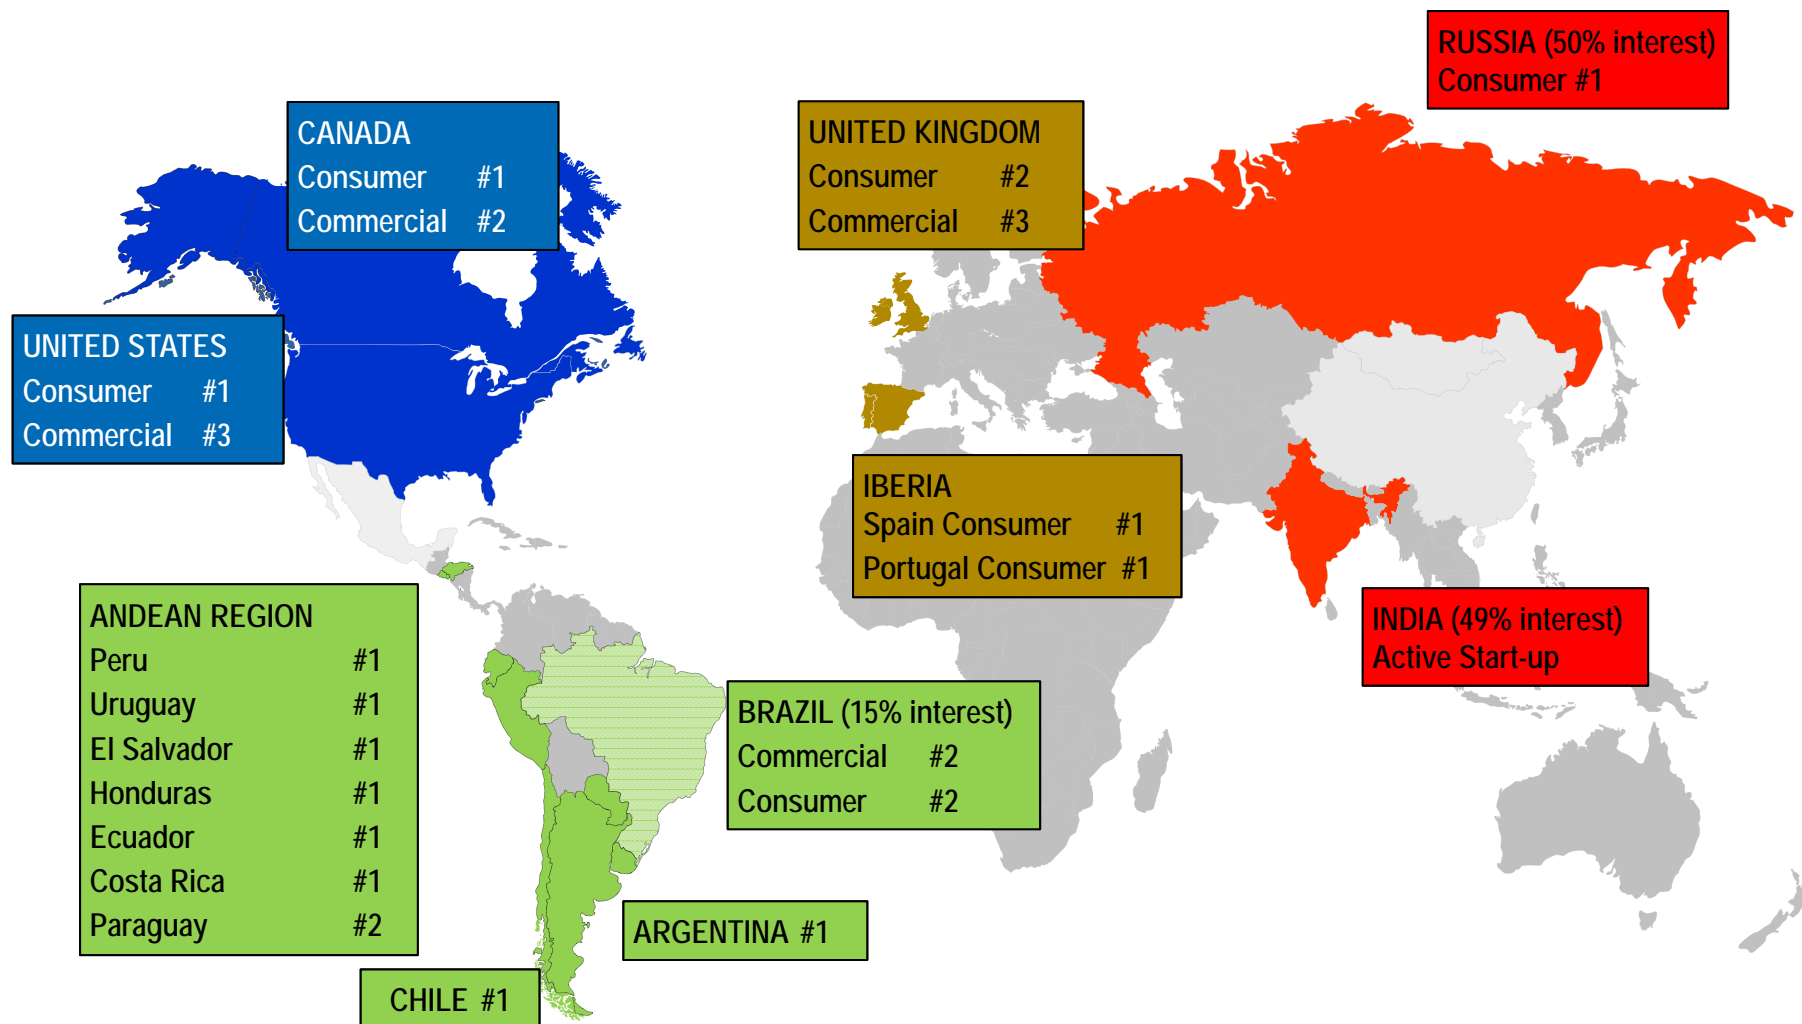 RUSSIA (50% interest)
Consumer #1
CANADA
Consumer #1
Commercial #2
UNITED KINGDOM
Consumer #2
Commercial #3
UNITED STATES
Consumer #1
Commercial #3
IBERIA
Spain Consumer #1
Portugal Consumer #1
ANDEAN REGION
Peru #1
Uruguay #1
El Salvador #1
Honduras #1
Ecuador #1
Costa Rica #1
Paraguay #2
INDIA (49% interest)
Active Start-up
BRAZIL (15% interest)
Commercial #2
Consumer #2
ARGENTINA #1
CHILE #1